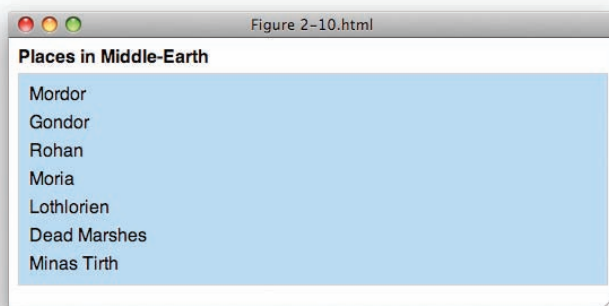 Figure 2-10.html
Places in Middle-Earth
Mordor
Gondor
Rohan
Moria
Lothlorien
Dead Marshes
Minas Tirth